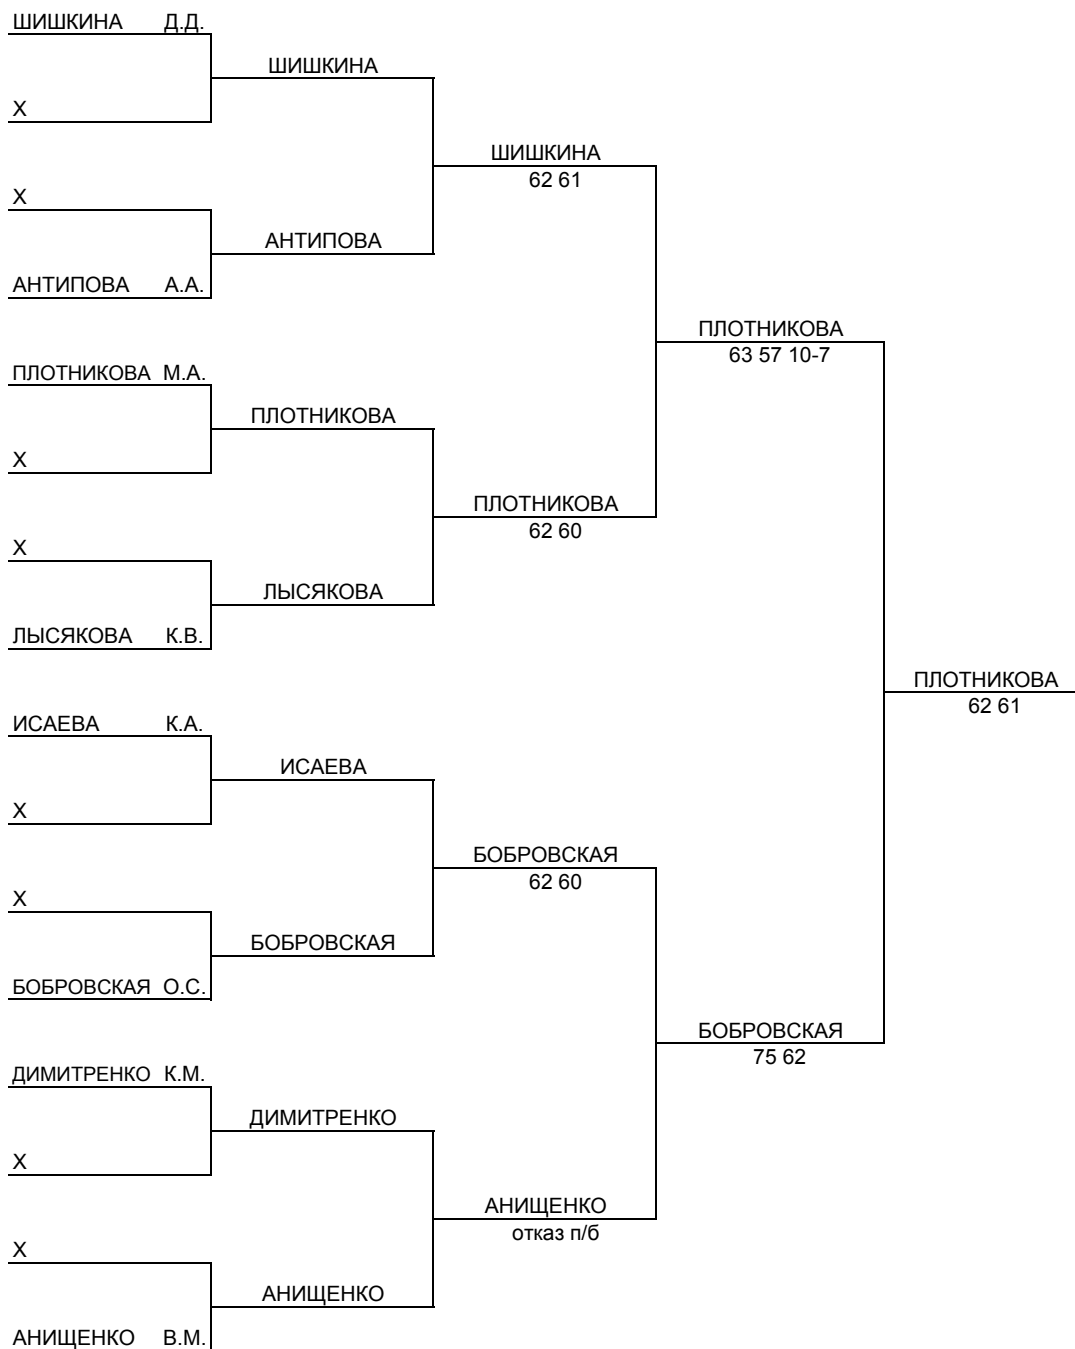 ШИШКИНА Д.Д.
ШИШКИНА
X
ШИШКИНА
62 61
X
АНТИПОВА
АНТИПОВА А.А.
ПЛОТНИКОВА
63 57 10-7
ПЛОТНИКОВА М.А.
ПЛОТНИКОВА
X
ПЛОТНИКОВА
62 60
X
ЛЫСЯКОВА
ЛЫСЯКОВА К.В.
ПЛОТНИКОВА
62 61
ИСАЕВА К.А.
ИСАЕВА
X
БОБРОВСКАЯ
62 60
X
БОБРОВСКАЯ
БОБРОВСКАЯ О.С.
БОБРОВСКАЯ
75 62
ДИМИТРЕНКО К.М.
ДИМИТРЕНКО
X
АНИЩЕНКО
отказ п/б
X
АНИЩЕНКО
АНИЩЕНКО В.М.